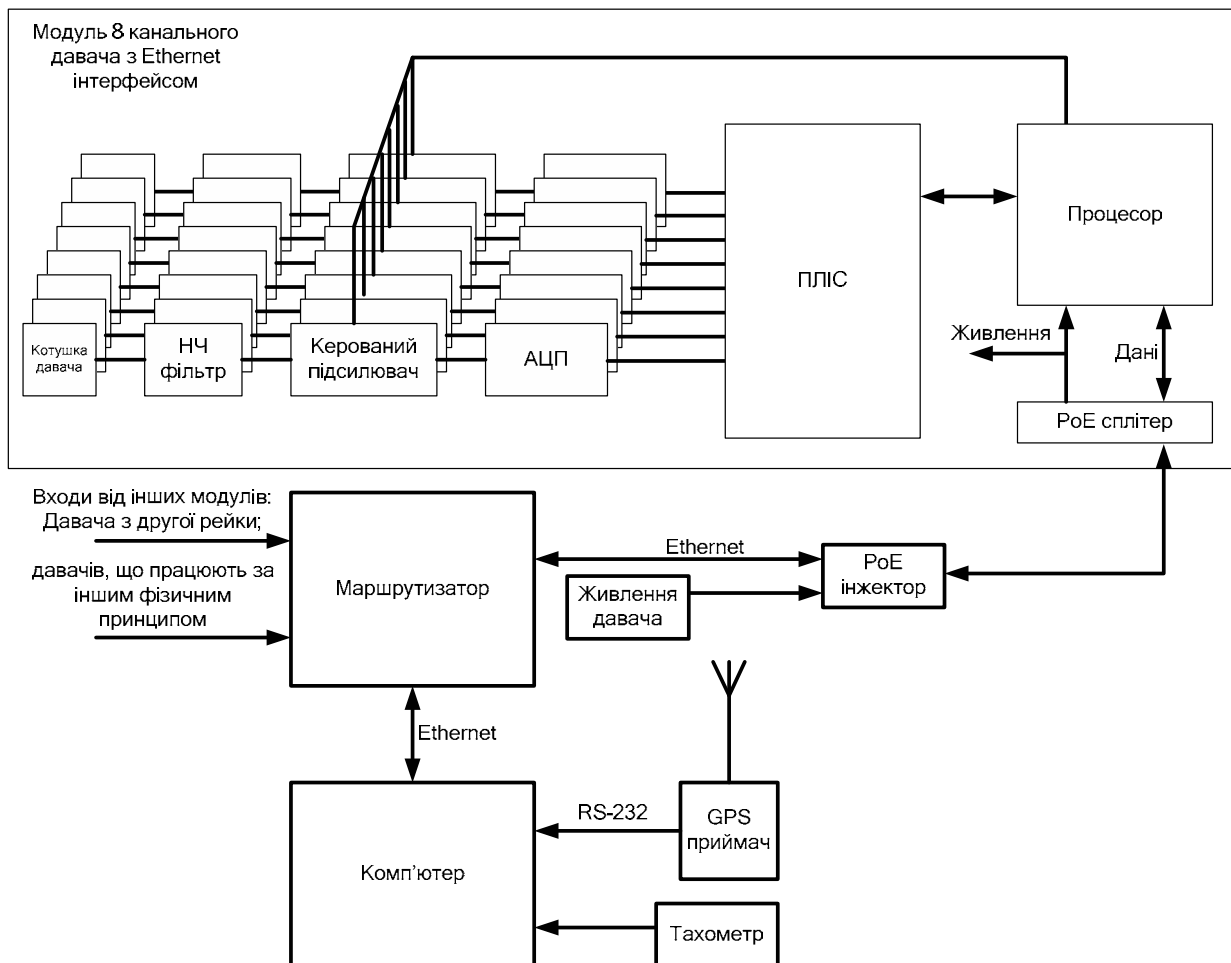 Модуль 8 канального
давача з Ethernet
інтерфейсом
Котушка
давача
НЧ
фільтр
Керований
підсилювач
АЦП
ПЛІС
Процесор
Живлення
Дані
PoE сплітер
Входи від інших модулів:
Давача з другої рейки;
давачів, що працюють за
іншим фізичним
принципом
Маршрутизатор
Ethernet
Живлення
давача
PoE
інжектор
Ethernet
Комп’ютер
RS-232
GPS
приймач
Тахометр